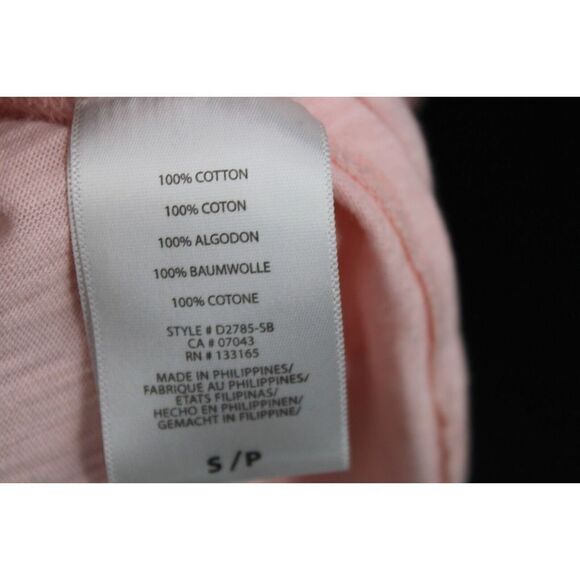 100% COTTON
100% COTON
100% ALGODON
100% BAUMWOLLE
100% COTONE
STYLE # D2785-SB
CA # 07043
RN # 133165
MADE IN PHILIPPINES/
FABRIQUE AU PHILIPPINES/
ETATS FILIPINAS/
HECHO EN PHILIPPINEN/
GEMACHT IN FILIPPINE/
S / P